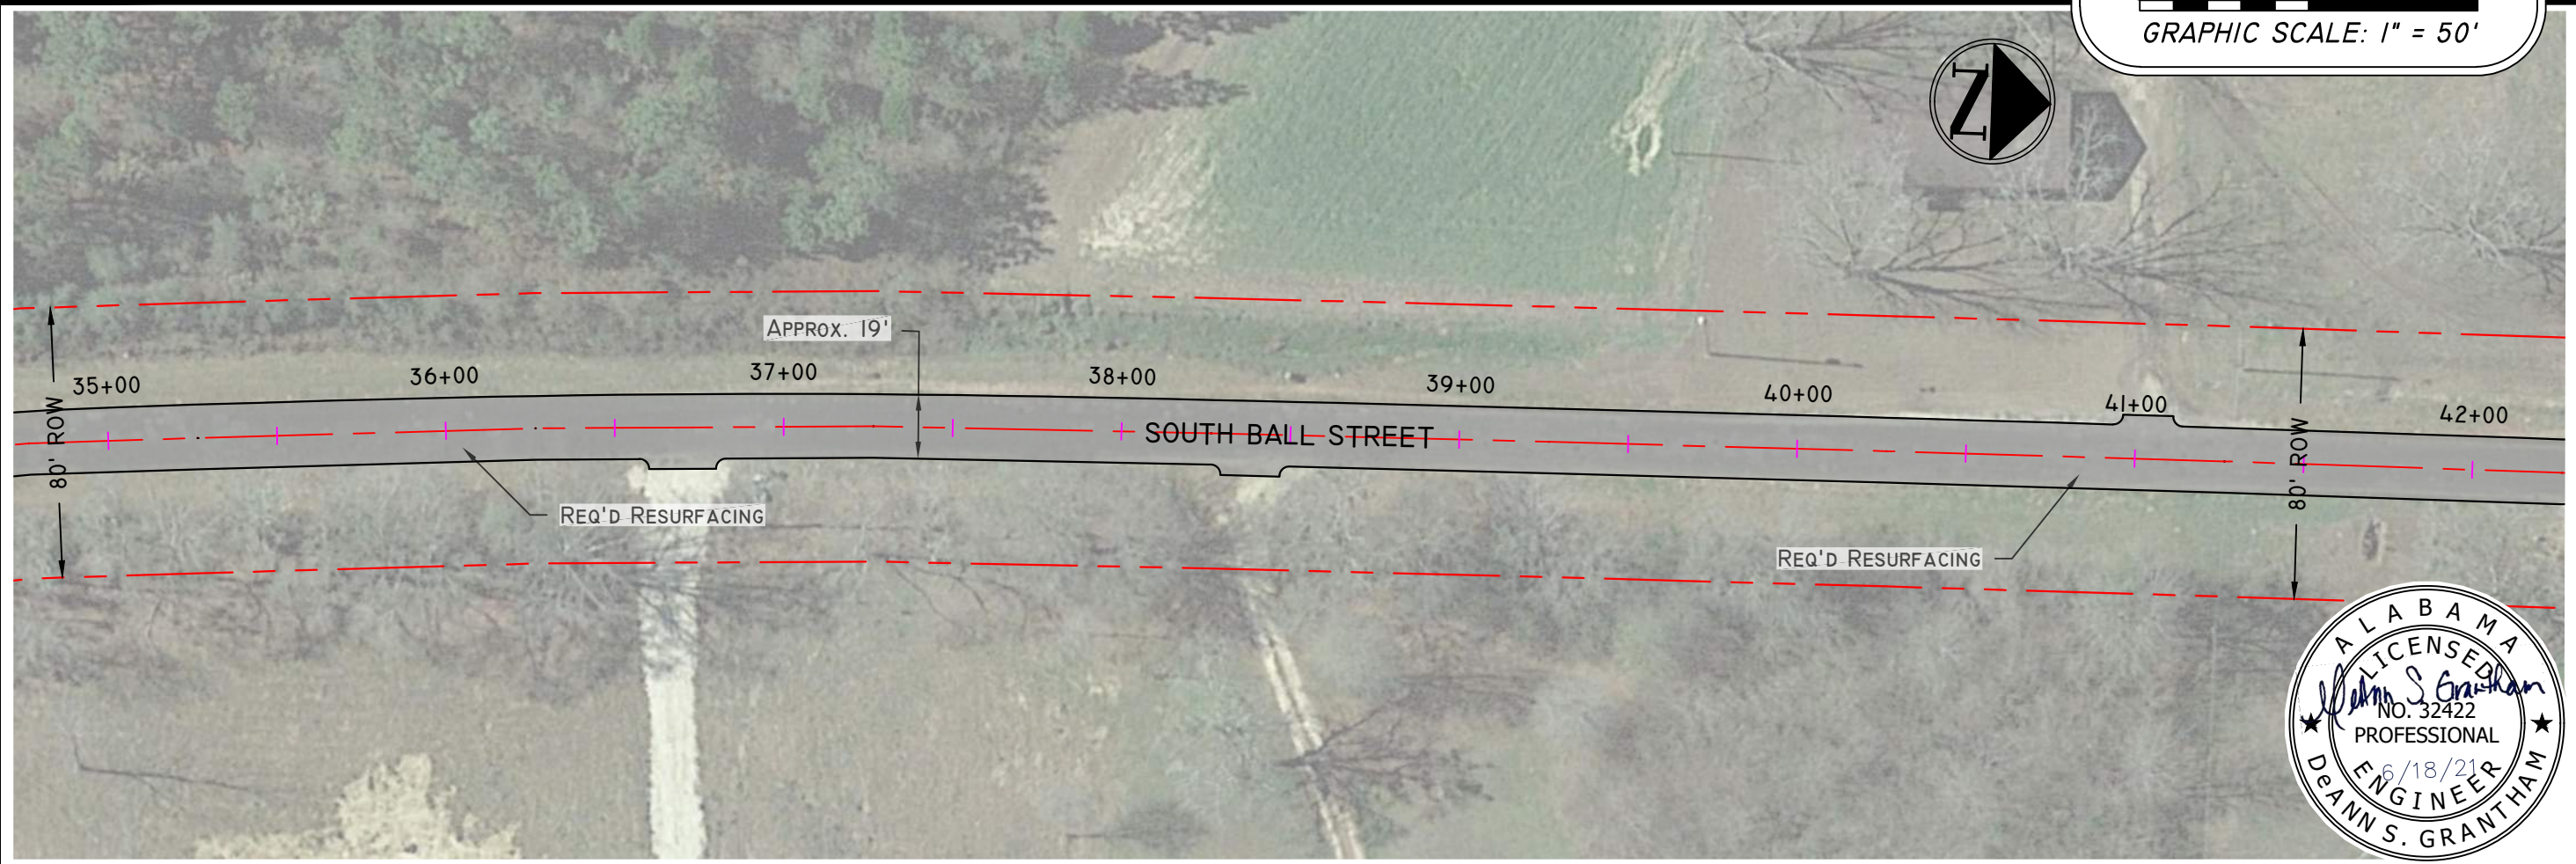 GRAPHIC SCALE: 1" = 50'
N
APPROX. 19'
35+00
36+00
37+00
38+00
39+00
40+00
41+00
42+00
80' ROW
SOUTH BALL STREET
80' ROW
REQ'D RESURFACING
REQ'D RESURFACING
ALABAMA
LICENSED
DeAnn S. Grantham
NO. 32422
PROFESSIONAL
6/18/21
ENGINEER
DeANN S. GRANTHAM